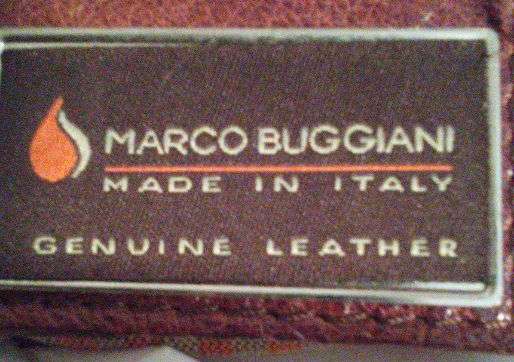 MARCO BUGGIANI
MADE IN ITALY
GENUINE LEATHER